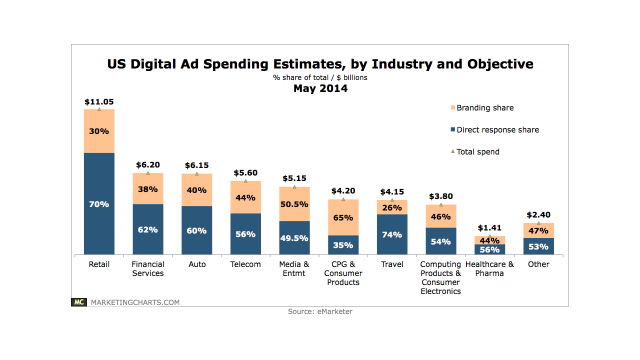 US Digital Ad Spending Estimates, by Industry and Objective
% share of total / $ billions
May 2014
Branding share
Direct response share
Total spend
$11.05
$6.20
$6.15
$5.60
$5.15
$4.20
$4.15
$3.80
$1.41
$2.40
30%
38%
40%
44%
50.5%
65%
26%
46%
44%
47%
70%
62%
60%
56%
49.5%
35%
74%
54%
56%
53%
Retail
Financial
Services
Auto
Telecom
Media &
Entmt
CPG &
Consumer
Products
Travel
Computing
Products &
Consumer
Electronics
Healthcare &
Pharma
Other
MC MARKETINGCHARTS.COM
Source: eMarketer